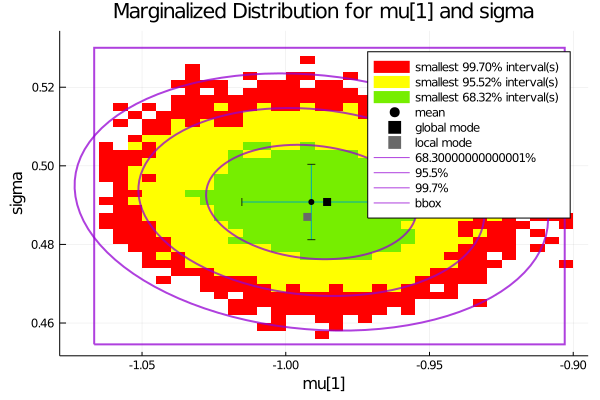 Marginalized Distribution for mu[1] and sigma
smallest 99.70% interval(s)
smallest 95.52% interval(s)
smallest 68.32% interval(s)
mean
global mode
local mode
68.30000000000001%
95.5%
99.7%
bbox
sigma
0.52
0.50
0.48
0.46
-1.05
-1.00
-0.95
-0.90
mu[1]